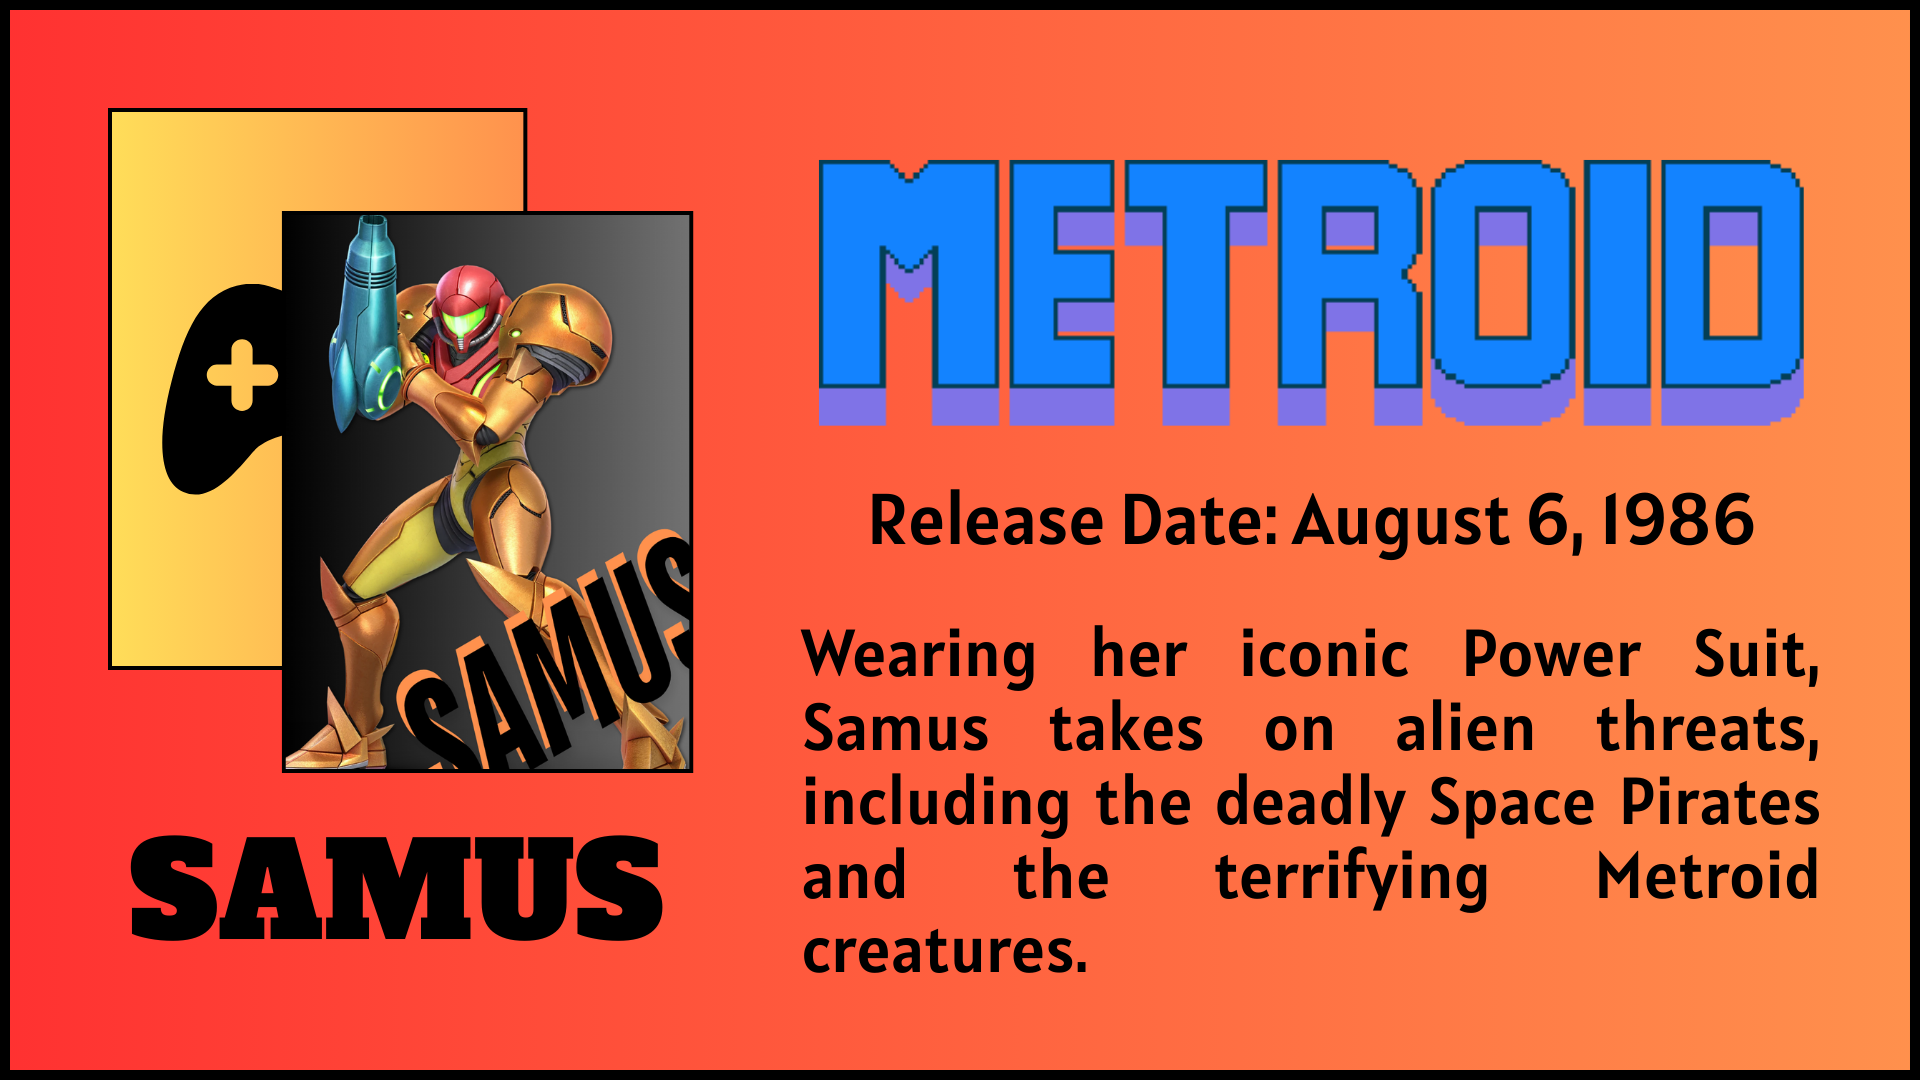 METROID
Release Date: August 6, 1986
Wearing her iconic Power Suit,
Samus takes on alien threats,
including the deadly Space Pirates
and the terrifying Metroid
creatures.
SAMUS
SAMUS